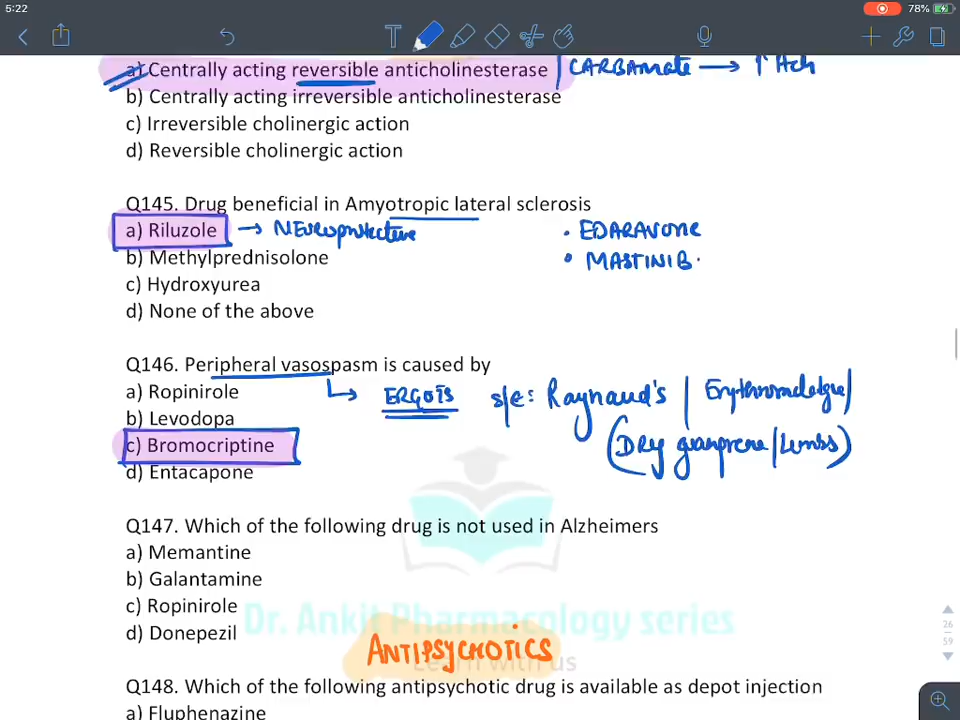 5:22
78%
a) Centrally acting reversible anticholinesterase | CARBAmate → ↑ Ach
b) Centrally acting irreversible anticholinesterase
c) Irreversible cholinergic action
d) Reversible cholinergic action
Q145. Drug beneficial in Amyotropic lateral sclerosis
a) Riluzole → NEuroprotective • EDARAVONE
b) Methylprednisolone • MASTINIB
c) Hydroxyurea
d) None of the above
Q146. Peripheral vasospasm is caused by
a) Ropinirole ↳ ERGOTS s/e: Raynaud's | Erythromelalgia |
b) Levodopa
c) Bromocriptine (DRY gangrene/Limbs)
d) Entacapone
Q147. Which of the following drug is not used in Alzheimers
a) Memantine
b) Galantamine
c) Ropinirole
Dr. Ankit Pharmacology series
d) Donepezil
ANTIPSYCHOTICS
Learn with us
Q148. Which of the following antipsychotic drug is available as depot injection
a) Fluphenazine
26
59